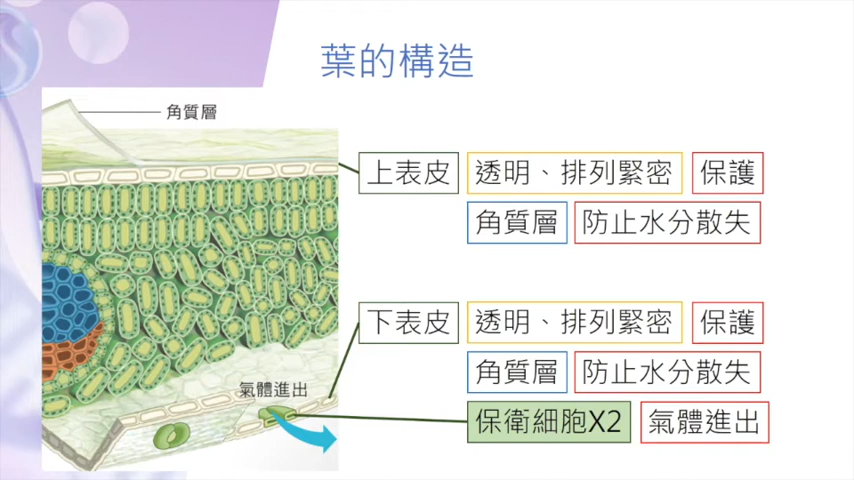 葉的構造
角質層
上表皮 透明、排列緊密 保護
角質層 防止水分散失
下表皮 透明、排列緊密 保護
角質層 防止水分散失
氣體進出
保衛細胞X2 氣體進出